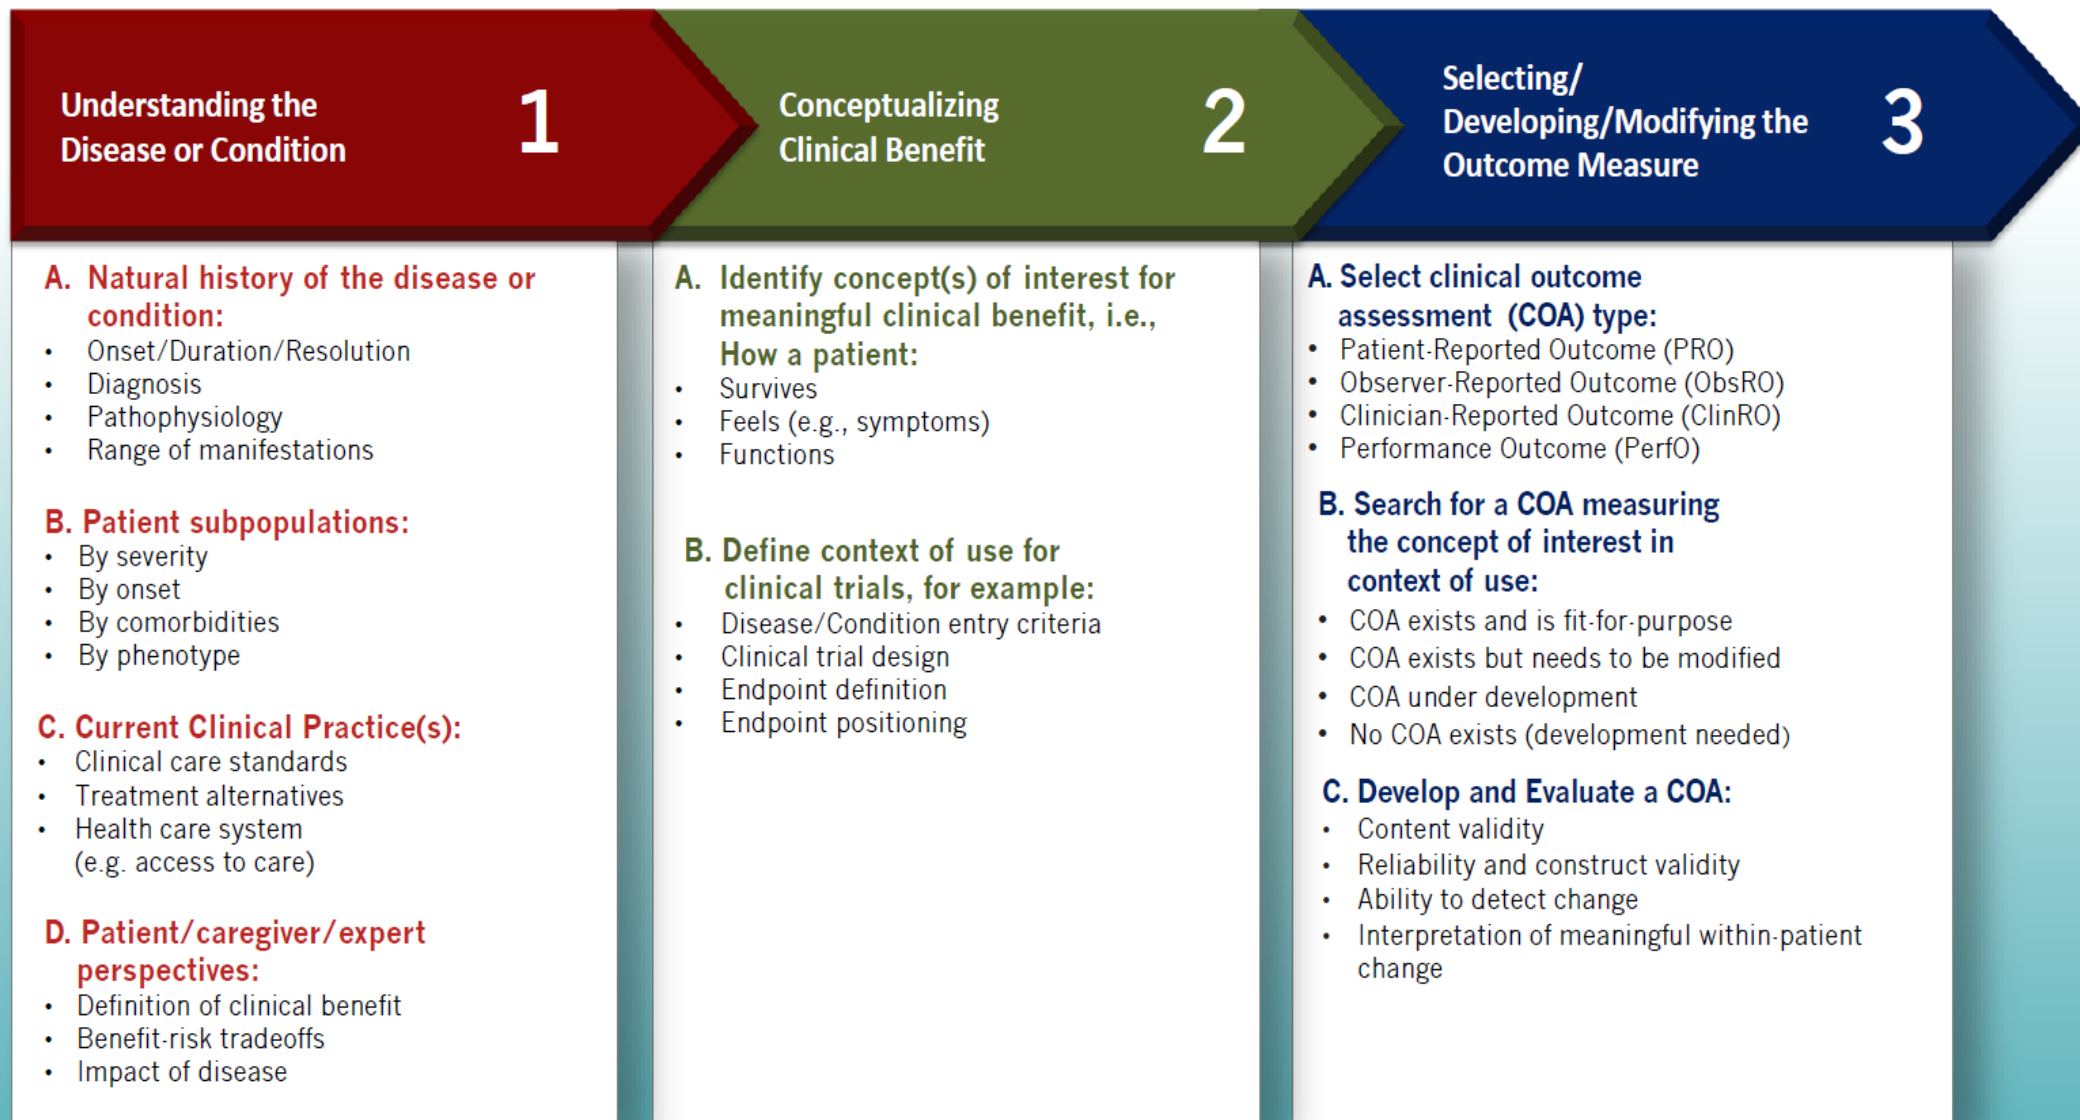 Understanding the
Disease or Condition
1
Conceptualizing
Clinical Benefit
2
Selecting/
Developing/Modifying the
Outcome Measure
3
A. Natural history of the disease or
condition:
• Onset/Duration/Resolution
• Diagnosis
• Pathophysiology
• Range of manifestations
B. Patient subpopulations:
• By severity
• By onset
• By comorbidities
• By phenotype
C. Current Clinical Practice(s):
• Clinical care standards
• Treatment alternatives
• Health care system
(e.g. access to care)
D. Patient/caregiver/expert
perspectives:
• Definition of clinical benefit
• Benefit-risk tradeoffs
• Impact of disease
A. Identify concept(s) of interest for
meaningful clinical benefit, i.e.,
How a patient:
• Survives
• Feels (e.g., symptoms)
• Functions
B. Define context of use for
clinical trials, for example:
• Disease/Condition entry criteria
• Clinical trial design
• Endpoint definition
• Endpoint positioning
A. Select clinical outcome
assessment (COA) type:
• Patient-Reported Outcome (PRO)
• Observer-Reported Outcome (ObsRO)
• Clinician-Reported Outcome (ClinRO)
• Performance Outcome (PerfO)
B. Search for a COA measuring
the concept of interest in
context of use:
• COA exists and is fit-for-purpose
• COA exists but needs to be modified
• COA under development
• No COA exists (development needed)
C. Develop and Evaluate a COA:
• Content validity
• Reliability and construct validity
• Ability to detect change
• Interpretation of meaningful within-patient
change